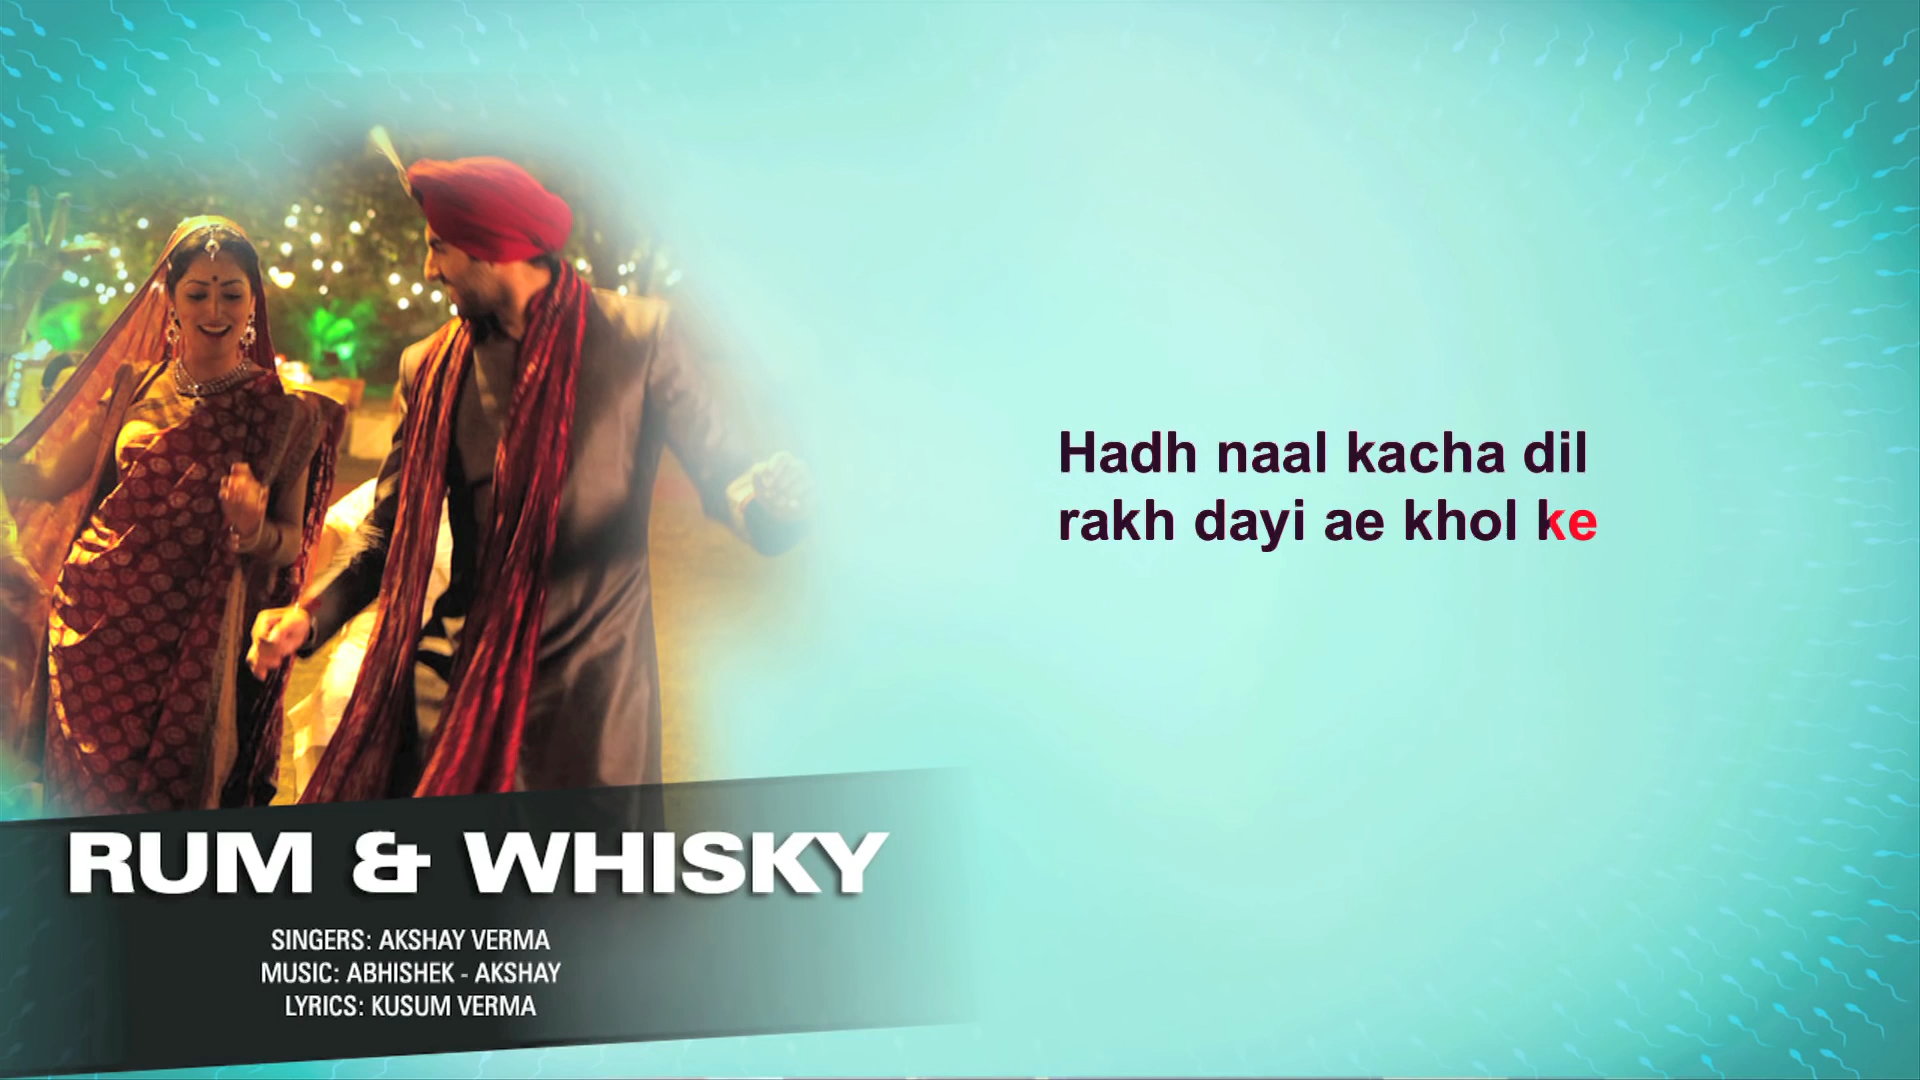 Hadh naal kacha dil
rakh dayi ae khol ke
RUM & WHISKY
SINGERS: AKSHAY VERMA
MUSIC: ABHISHEK - AKSHAY
LYRICS: KUSUM VERMA